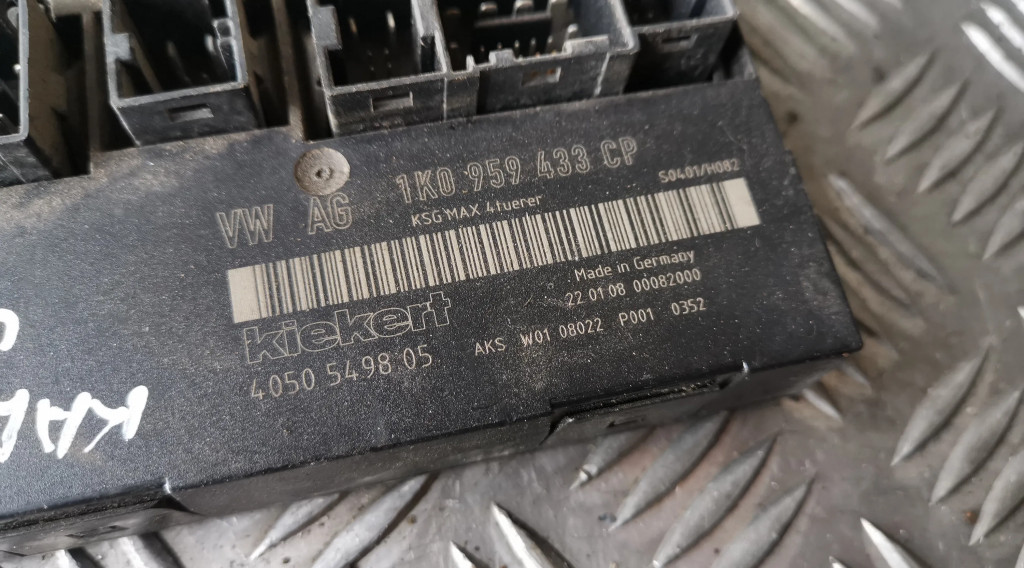 VW AG 1K0 959 433 CP
KSG MAX 4tuerer
S0401/H082
kiekert
Made in Germany
22 01 08 00082000
40505 5498 05
AKS W01 08022 P001 0352